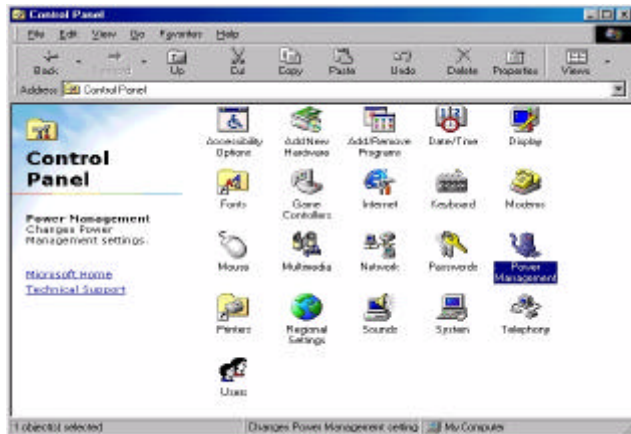 Control Panel
File Edit View Go Favorites Help
Back Forward Up Cut Copy Paste Undo Delete Properties Views
Address Control Panel
Control
Panel
Power Management
Changes Power
Management settings.
Microsoft Home
Technical Support
Accessibility
Options
Add New
Hardware
Add/Remove
Programs
Date/Time
Display
Fonts
Game
Controllers
Internet
Keyboard
Modems
Mouse
Multimedia
Network
Passwords
Power
Management
Printers
Regional
Settings
Sounds
System
Telephony
Users
1 object(s) selected
Changes Power Management setting
My Computer